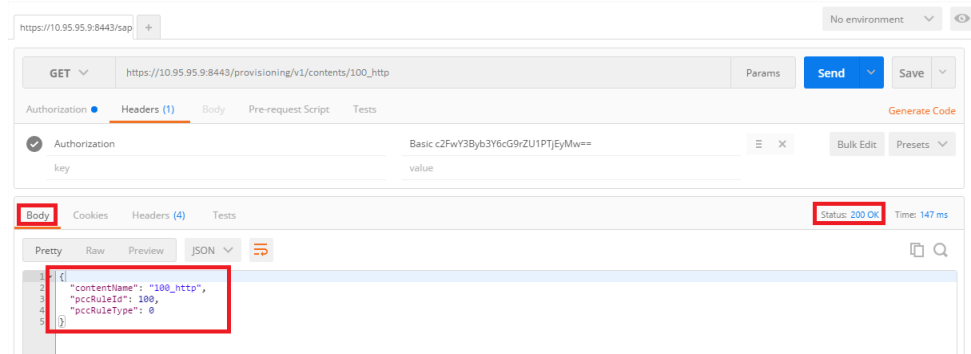 No environment
https://10.95.95.9:8443/sap +
GET https://10.95.95.9:8443/provisioning/v1/contents/100_http Params Send Save
Authorization Headers (1) Body Pre-request Script Tests Generate Code
Authorization Basic c2FwY3Byb3Y6cG9rZU1PTjEyMw== Bulk Edit Presets
key value
Body Cookies Headers (4) Tests Status: 200 OK Time: 147 ms
Pretty Raw Preview JSON
1 {
2 "contentName": "100_http",
3 "pccRuleId": 100,
4 "pccRuleType": 0
5 }